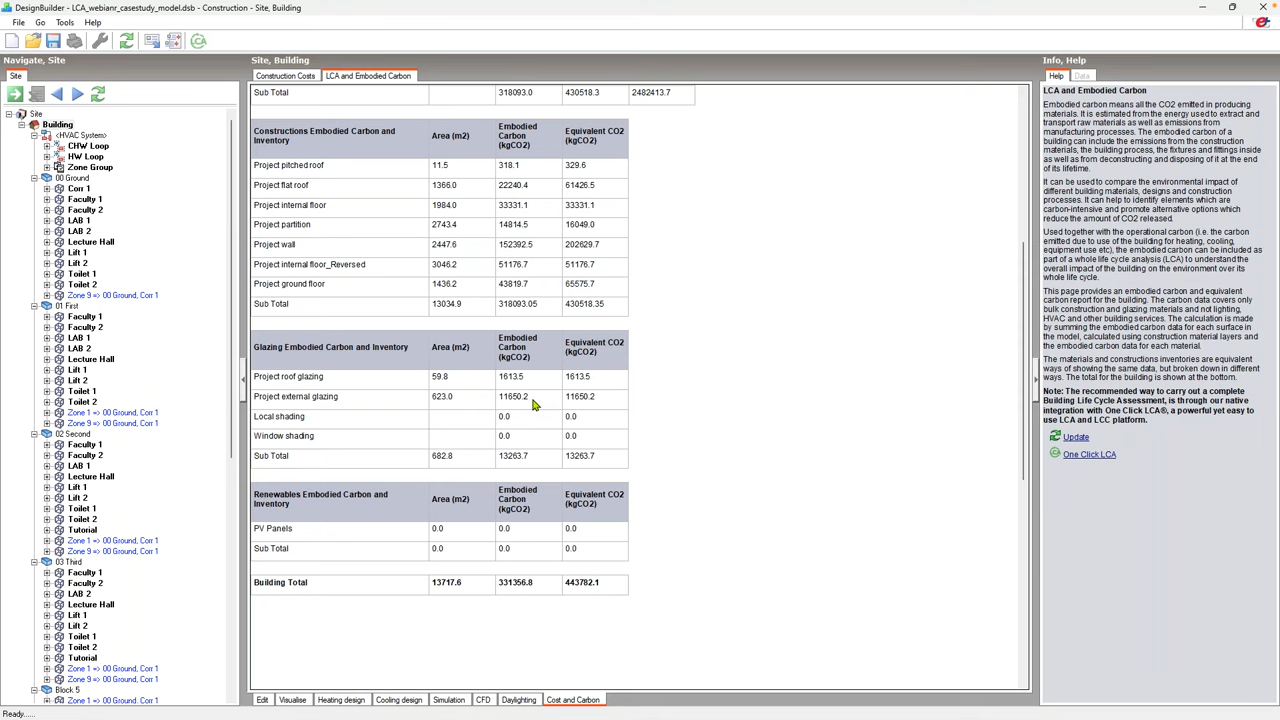 DesignBuilder - LCA_webianr_casestudy_model.dsb - Construction - Site, Building
File Go Tools Help
Navigate, Site
Site
Site
Building
<HVAC System>
CHW Loop
HW Loop
Zone Group
00 Ground
Corr 1
Faculty 1
Faculty 2
LAB 1
LAB 2
Lecture Hall
Lift 1
Lift 2
Toilet 1
Toilet 2
Zone 9 => 00 Ground, Corr 1
01 First
Faculty 1
Faculty 2
LAB 1
LAB 2
Lecture Hall
Lift 1
Lift 2
Toilet 1
Toilet 2
Zone 1 => 00 Ground, Corr 1
Zone 9 => 00 Ground, Corr 1
02 Second
Faculty 1
Faculty 2
LAB 1
Lecture Hall
Lift 1
Lift 2
Toilet 1
Toilet 2
Tutorial
Zone 1 => 00 Ground, Corr 1
Zone 9 => 00 Ground, Corr 1
03 Third
Faculty 1
Faculty 2
LAB 2
Lecture Hall
Lift 1
Lift 2
Toilet 1
Toilet 2
Tutorial
Zone 1 => 00 Ground, Corr 1
Zone 9 => 00 Ground, Corr 1
Block 5
Zone 1 => 00 Ground, Corr 1
Site, Building
Construction Costs LCA and Embodied Carbon
Sub Total 318093.0 430518.3 2482413.7
Constructions Embodied Carbon and Inventory Area (m2) Embodied Carbon (kgCO2) Equivalent CO2 (kgCO2)
Project pitched roof 11.5 318.1 329.6
Project flat roof 1366.0 22240.4 61426.5
Project internal floor 1984.0 33331.1 33331.1
Project partition 2743.4 14814.5 16049.0
Project wall 2447.6 152392.5 202629.7
Project internal floor_Reversed 3046.2 51176.7 51176.7
Project ground floor 1436.2 43819.7 65575.7
Sub Total 13034.9 318093.05 430518.35
Glazing Embodied Carbon and Inventory Area (m2) Embodied Carbon (kgCO2) Equivalent CO2 (kgCO2)
Project roof glazing 59.8 1613.5 1613.5
Project external glazing 623.0 11650.2 11650.2
Local shading 0.0 0.0
Window shading 0.0 0.0
Sub Total 682.8 13263.7 13263.7
Renewables Embodied Carbon and Inventory Area (m2) Embodied Carbon (kgCO2) Equivalent CO2 (kgCO2)
PV Panels 0.0 0.0 0.0
Sub Total 0.0 0.0 0.0
Building Total 13717.6 331356.8 443782.1
Edit Visualise Heating design Cooling design Simulation CFD Daylighting Cost and Carbon
Info, Help
Help Data
LCA and Embodied Carbon
Embodied carbon means all the CO2 emitted in producing
materials. It is estimated from the energy used to extract and
transport raw materials as well as emissions from
manufacturing processes. The embodied carbon of a
building can include the emissions from the construction
materials, the building process, the fixtures and fittings inside
as well as from deconstructing and disposing of it at the end
of its lifetime.
It can be used to compare the environmental impact of
different building materials, designs and construction
processes. It can help to identify elements which are
carbon-intensive and promote alternative options which
reduce the amount of CO2 released.
Used together with the operational carbon (i.e. the carbon
emitted due to use of the building for heating, cooling,
equipment use etc), the embodied carbon can be included as
part of a whole life cycle analysis (LCA) to understand the
overall impact of the building on the environment over its
whole life cycle.
This page provides an embodied carbon and equivalent
carbon report for the building. The carbon data covers only
bulk construction and glazing materials and not lighting,
HVAC and other building services. The calculation is made
by summing the embodied carbon data for each surface in
the model, calculated using construction material layers and
the embodied carbon data for each material.
The materials and constructions inventories are equivalent
ways of showing the same data, but broken down in different
ways. The total for the building is shown at the bottom.
Note: The recommended way to carry out a complete
Building Life Cycle Assessment, is through our native
integration with One Click LCA®, a powerful yet easy to
use LCA and LCC platform.
Update
One Click LCA
Ready.....